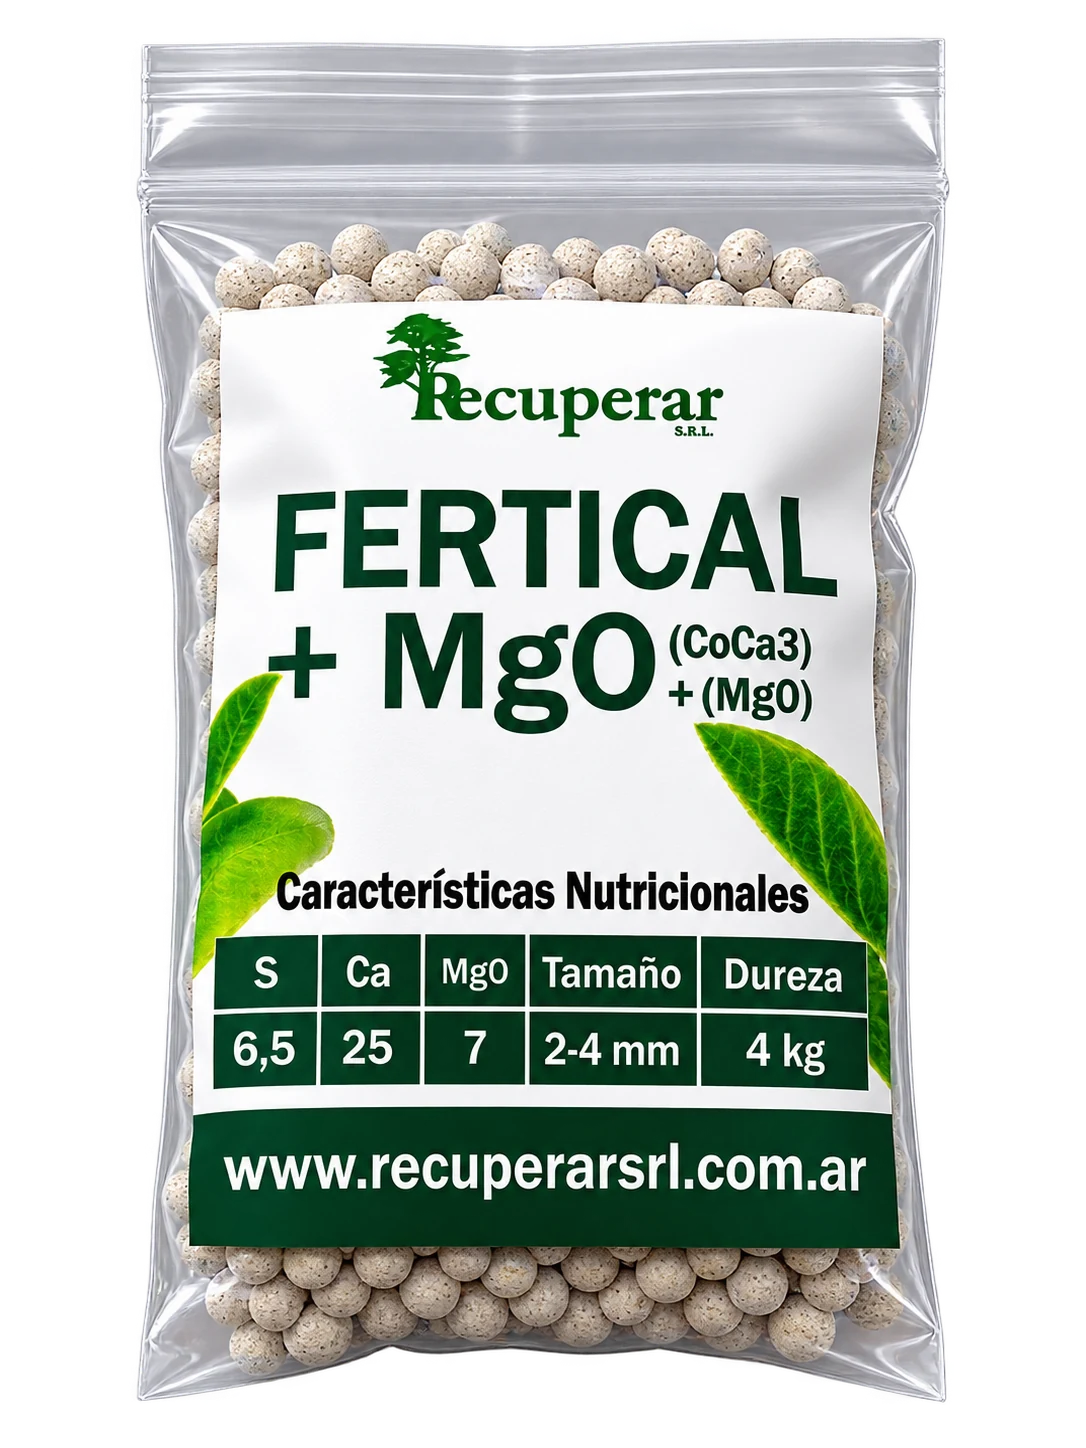 Recuperar
S.R.L.
FERTICAL
+ MgO (CoCa3)
+ (MgO)
Características Nutricionales
S Ca MgO Tamaño Dureza
6,5 25 7 2-4 mm 4 kg
www.recuperarsrl.com.ar